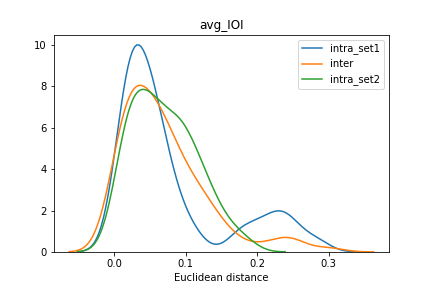 avg_IOI
10
8
6
4
2
0
0.0
0.1
0.2
0.3
Euclidean distance
intra_set1
inter
intra_set2